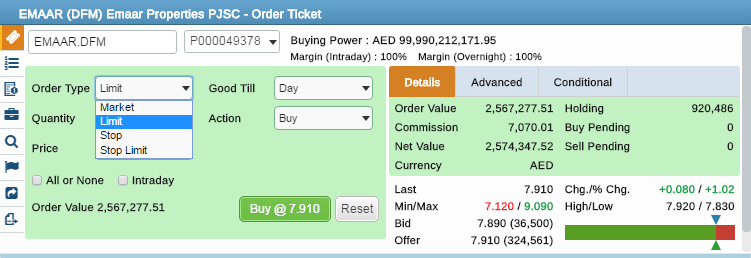 EMAAR (DFM) Emaar Properties PJSC - Order Ticket
EMAAR.DFM
P000049378
Buying Power : AED 99,990,212,171.95
Margin (Intraday) : 100% Margin (Overnight) : 100%
Order Type
Limit
Market
Limit
Stop
Stop Limit
Good Till
Day
Quantity
Action
Buy
Price
All or None
Intraday
Order Value 2,567,277.51
Buy @ 7.910
Reset
Details
Advanced
Conditional
Order Value 2,567,277.51 Holding 920,486
Commission 7,070.01 Buy Pending 0
Net Value 2,574,347.52 Sell Pending 0
Currency AED
Last 7.910 Chg./% Chg. +0.080 / +1.02
Min/Max 7.120 / 9.090 High/Low 7.920 / 7.830
Bid 7.890 (36,500)
Offer 7.910 (324,561)